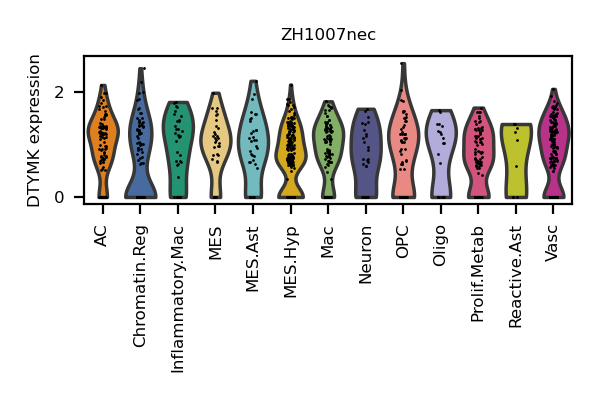 ZH1007nec
DTYMK expression
2
0
AC
Chromatin.Reg
Inflammatory.Mac
MES
MES.Ast
MES.Hyp
Mac
Neuron
OPC
Oligo
Prolif.Metab
Reactive.Ast
Vasc